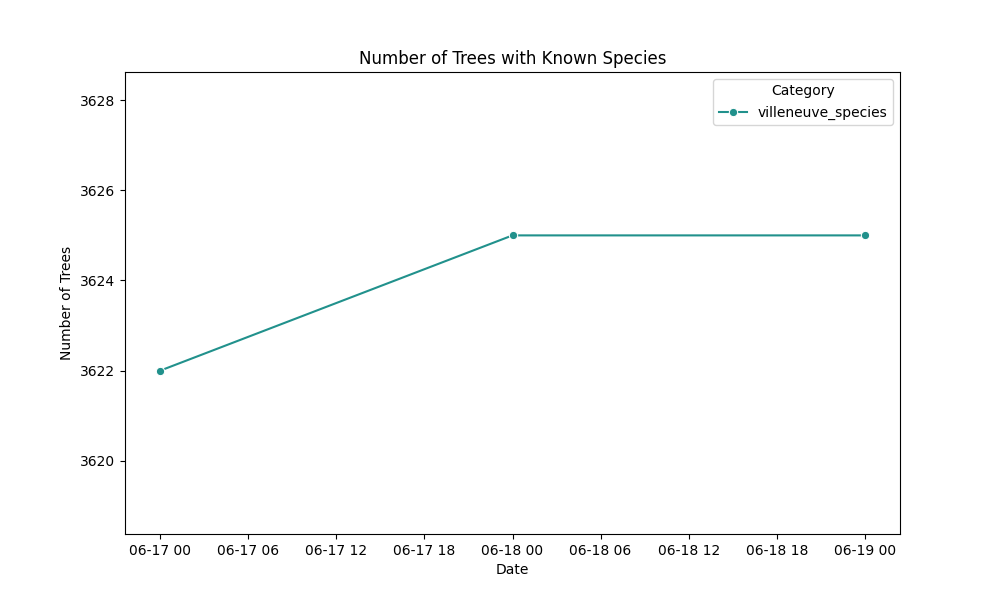 Number of Trees with Known Species
Category
villeneuve_species
3628
3626
3624
3622
3620
Number of Trees
06-17 00
06-17 06
06-17 12
06-17 18
06-18 00
06-18 06
06-18 12
06-18 18
06-19 00
Date